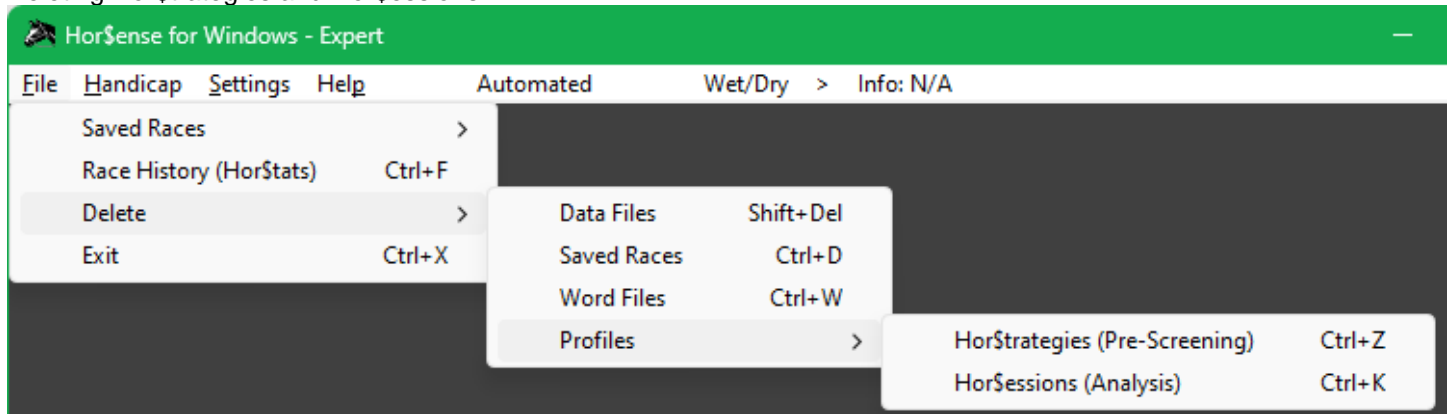 Hor$ense for Windows - Expert
File Handicap Settings Help Automated Wet/Dry > Info: N/A
Saved Races >
Race History (Hor$tats) Ctrl+F
Delete >
Exit Ctrl+X
Data Files Shift+Del
Saved Races Ctrl+D
Word Files Ctrl+W
Profiles >
Hor$trategies (Pre-Screening) Ctrl+Z
Hor$essions (Analysis) Ctrl+K